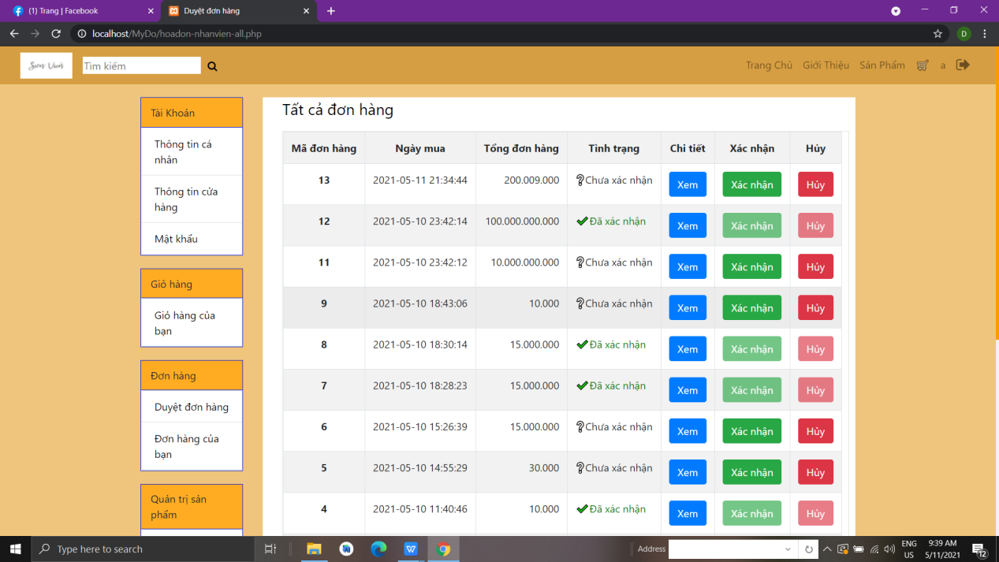 (1) Trang | Facebook
Duyệt đơn hàng
localhost/MyDo/hoadon-nhanvien-all.php
D
Sien Vien
Tìm kiếm
Trang Chủ Giới Thiệu Sản Phẩm a
Tài Khoản
Thông tin cá
nhân
Thông tin cửa
hàng
Mật khẩu
Giỏ hàng
Giỏ hàng của
bạn
Đơn hàng
Duyệt đơn hàng
Đơn hàng của
bạn
Quản trị sản
phẩm
Tất cả đơn hàng
Mã đơn hàng Ngày mua Tổng đơn hàng Tình trạng Chi tiết Xác nhận Hủy
13 2021-05-11 21:34:44 200.009.000 Chưa xác nhận Xem Xác nhận Hủy
12 2021-05-10 23:42:14 100.000.000.000 Đã xác nhận Xem Xác nhận Hủy
11 2021-05-10 23:42:12 10.000.000.000 Chưa xác nhận Xem Xác nhận Hủy
9 2021-05-10 18:43:06 10.000 Chưa xác nhận Xem Xác nhận Hủy
8 2021-05-10 18:30:14 15.000.000 Đã xác nhận Xem Xác nhận Hủy
7 2021-05-10 18:28:23 15.000.000 Đã xác nhận Xem Xác nhận Hủy
6 2021-05-10 15:26:39 15.000.000 Chưa xác nhận Xem Xác nhận Hủy
5 2021-05-10 14:55:29 30.000 Chưa xác nhận Xem Xác nhận Hủy
4 2021-05-10 11:40:46 10.000 Đã xác nhận Xem Xác nhận Hủy
Type here to search
Address
ENG
US
9:39 AM
5/11/2021
12